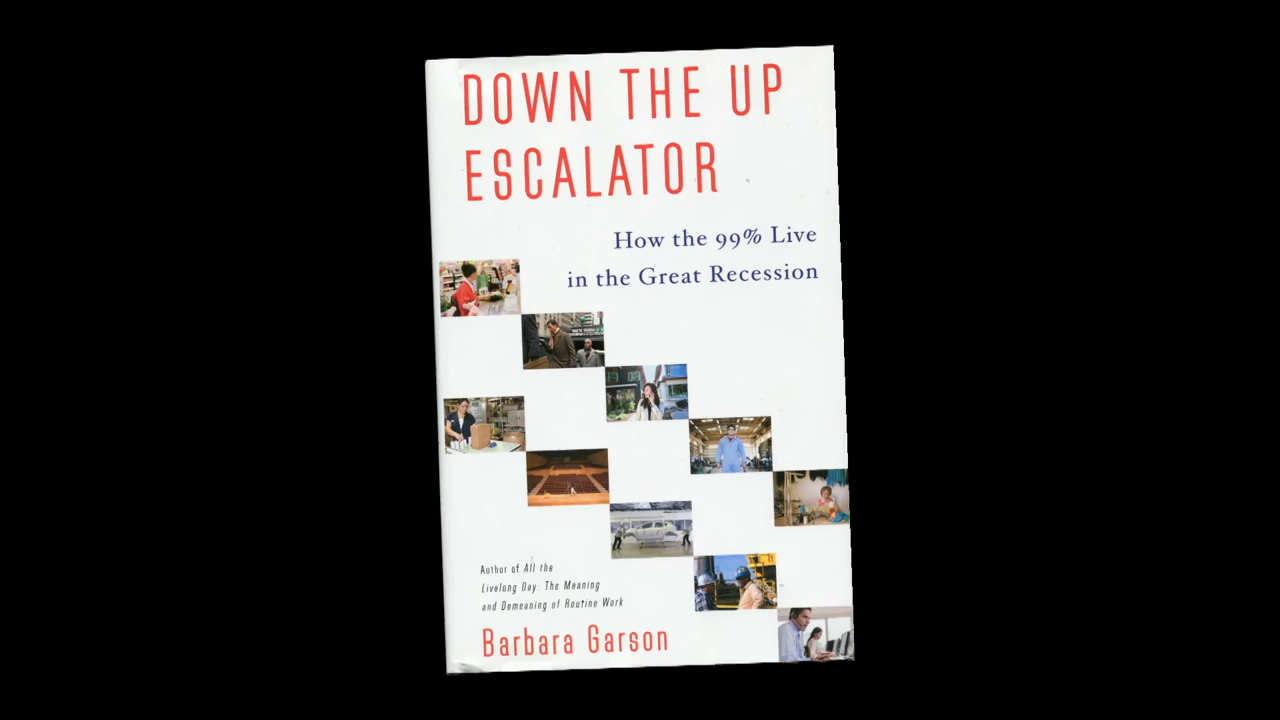 DOWN THE UP
ESCALATOR
How the 99% Live
in the Great Recession
Author of All the
Livelong Day: The Meaning
and Demeaning of Routine Work
Barbara Garson